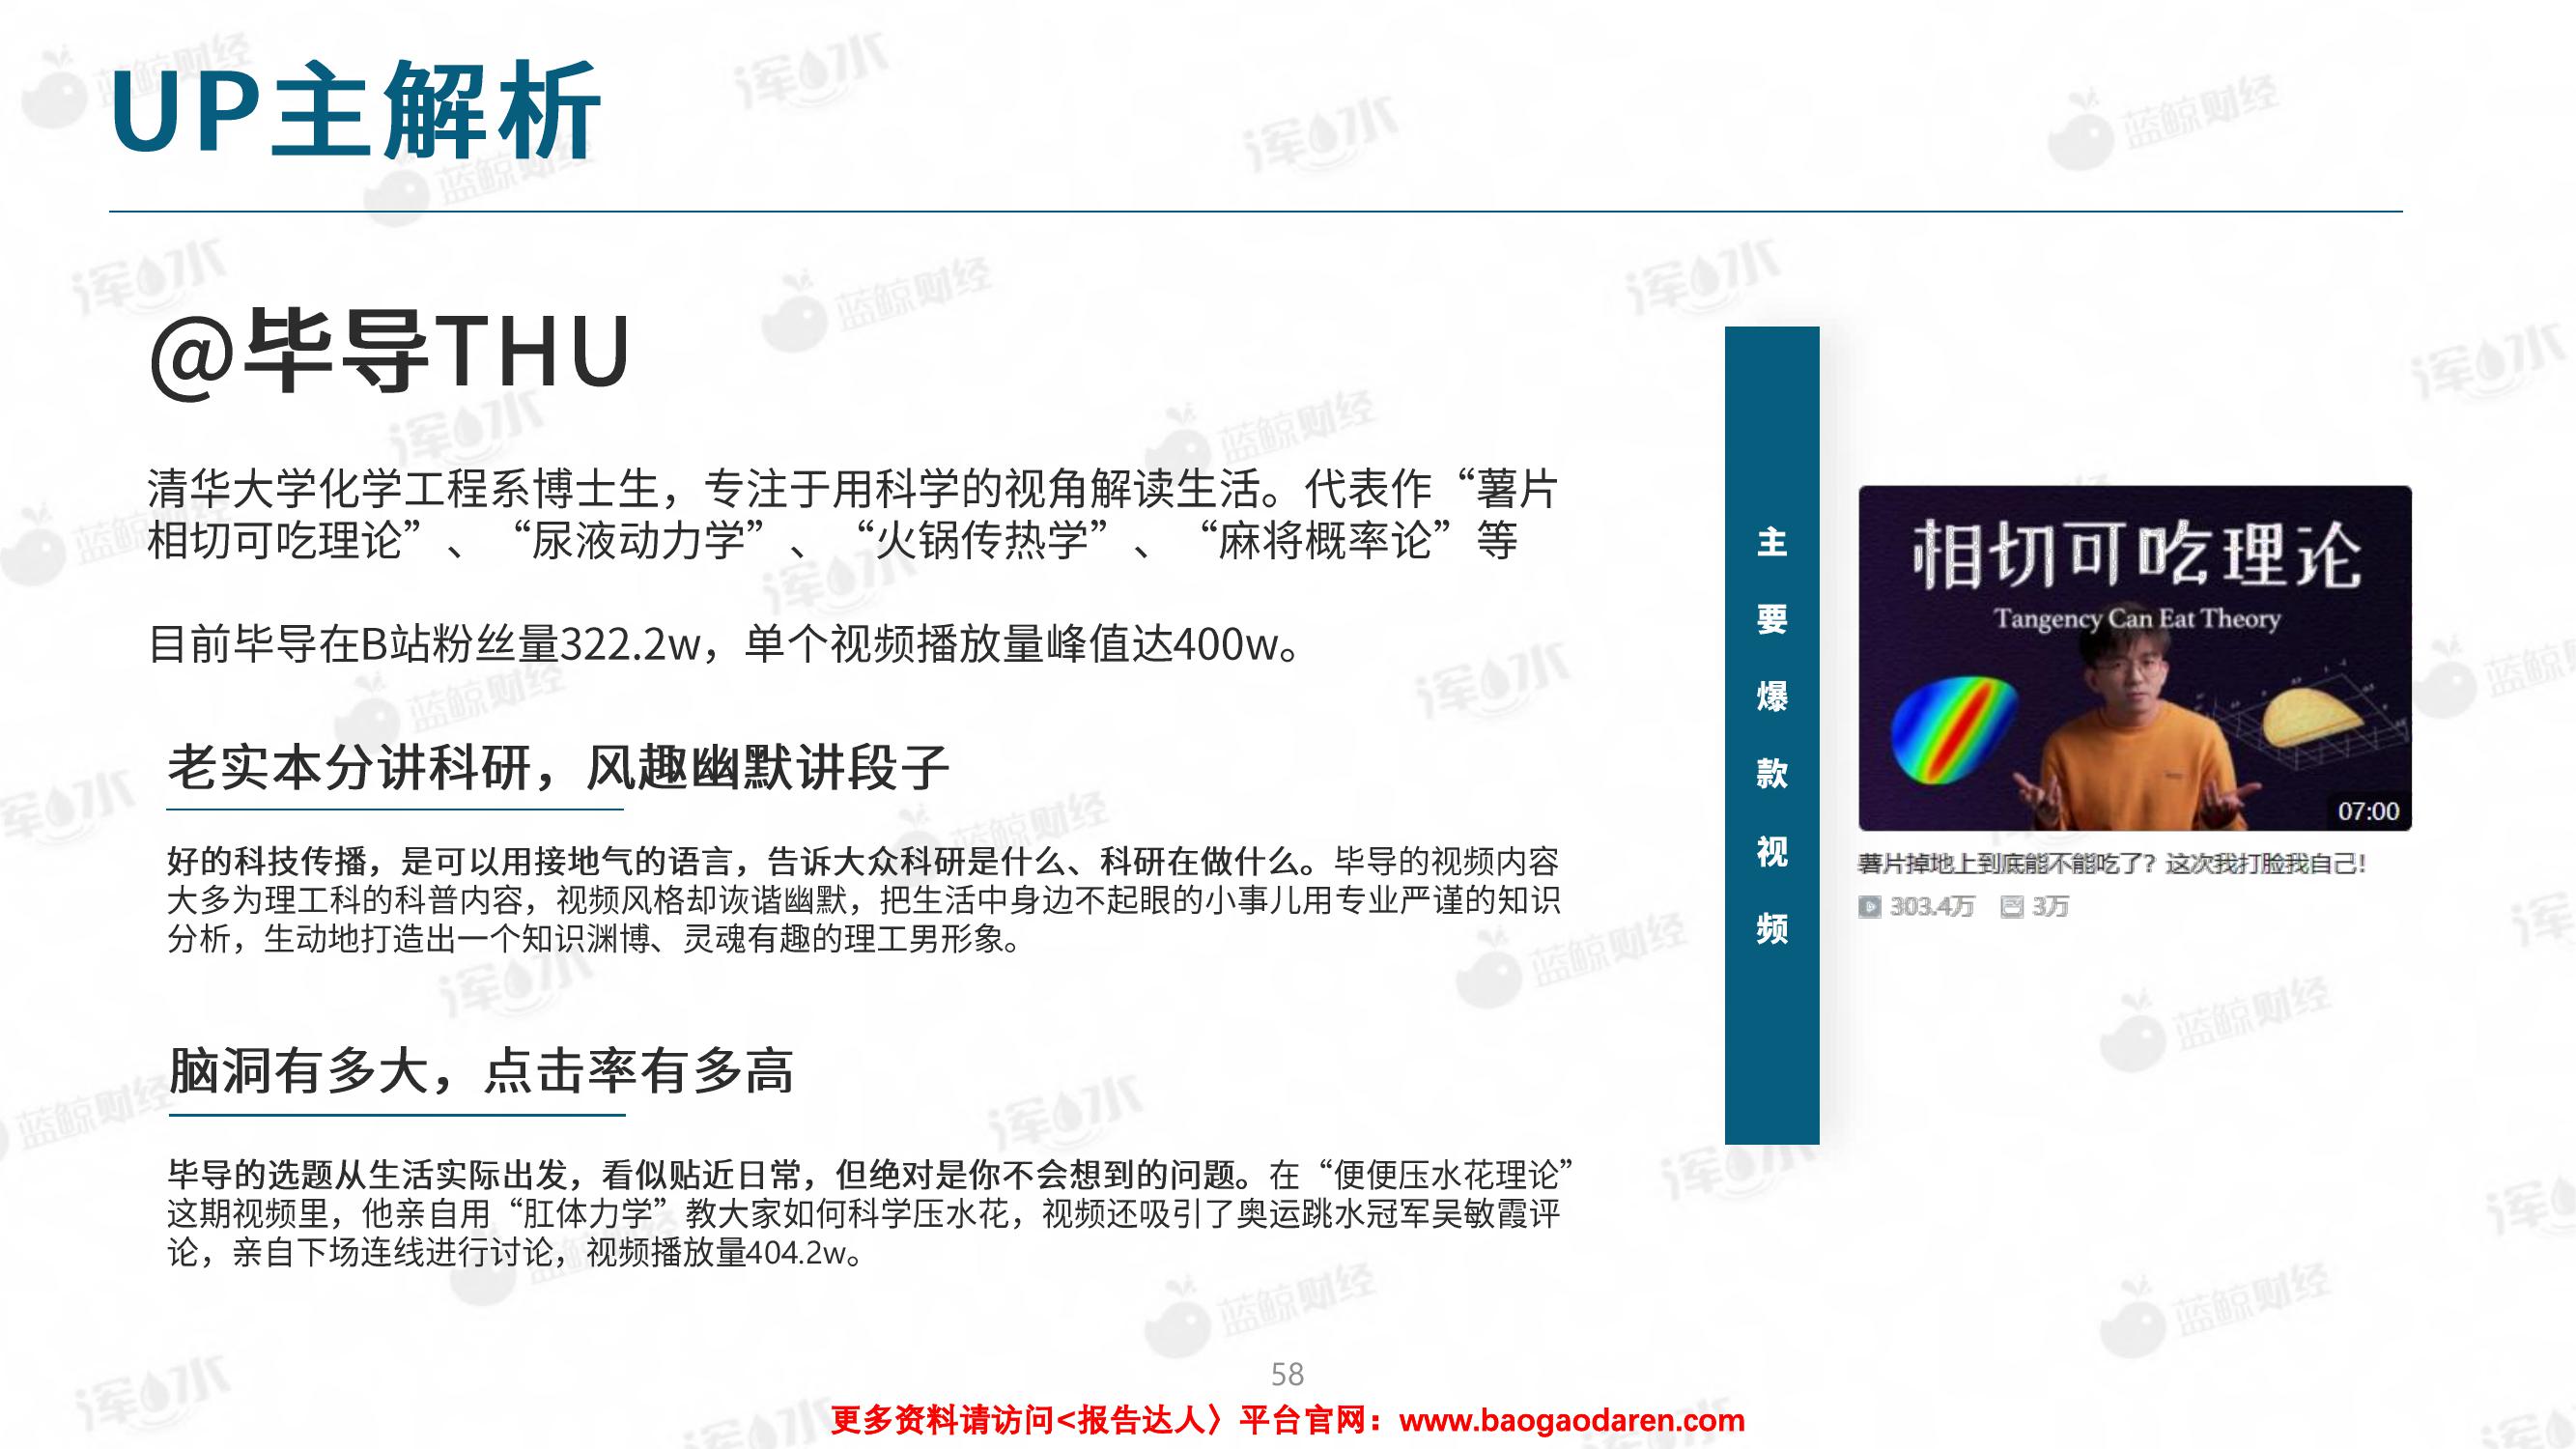 UP主解析
@毕导THU
清华大学化学工程系博士生，专注于用科学的视角解读生活。代表作“薯片
相切可吃理论”、“尿液动力学”、“火锅传热学”、“麻将概率论”等
目前毕导在B站粉丝量322.2w，单个视频播放量峰值达400w。
老实本分讲科研，风趣幽默讲段子
好的科技传播，是可以用接地气的语言，告诉大众科研是什么、科研在做什么。毕导的视频内容
大多为理工科的科普内容，视频风格却诙谐幽默，把生活中身边不起眼的小事儿用专业严谨的知识
分析，生动地打造出一个知识渊博、灵魂有趣的理工男形象。
脑洞有多大，点击率有多高
毕导的选题从生活实际出发，看似贴近日常，但绝对是你不会想到的问题。在“便便压水花理论”
这期视频里，他亲自用“肛体力学”教大家如何科学压水花，视频还吸引了奥运跳水冠军吴敏霞评
论，亲自下场连线进行讨论，视频播放量404.2w。
主要爆款视频
相切可吃理论
Tangency Can Eat Theory
07:00
薯片掉地上到底能不能吃了？这次我打脸我自己！
303.4万 3万
58
更多资料请访问<报告达人〉平台官网：www.baogaodaren.com
浑水
蓝鲸财经